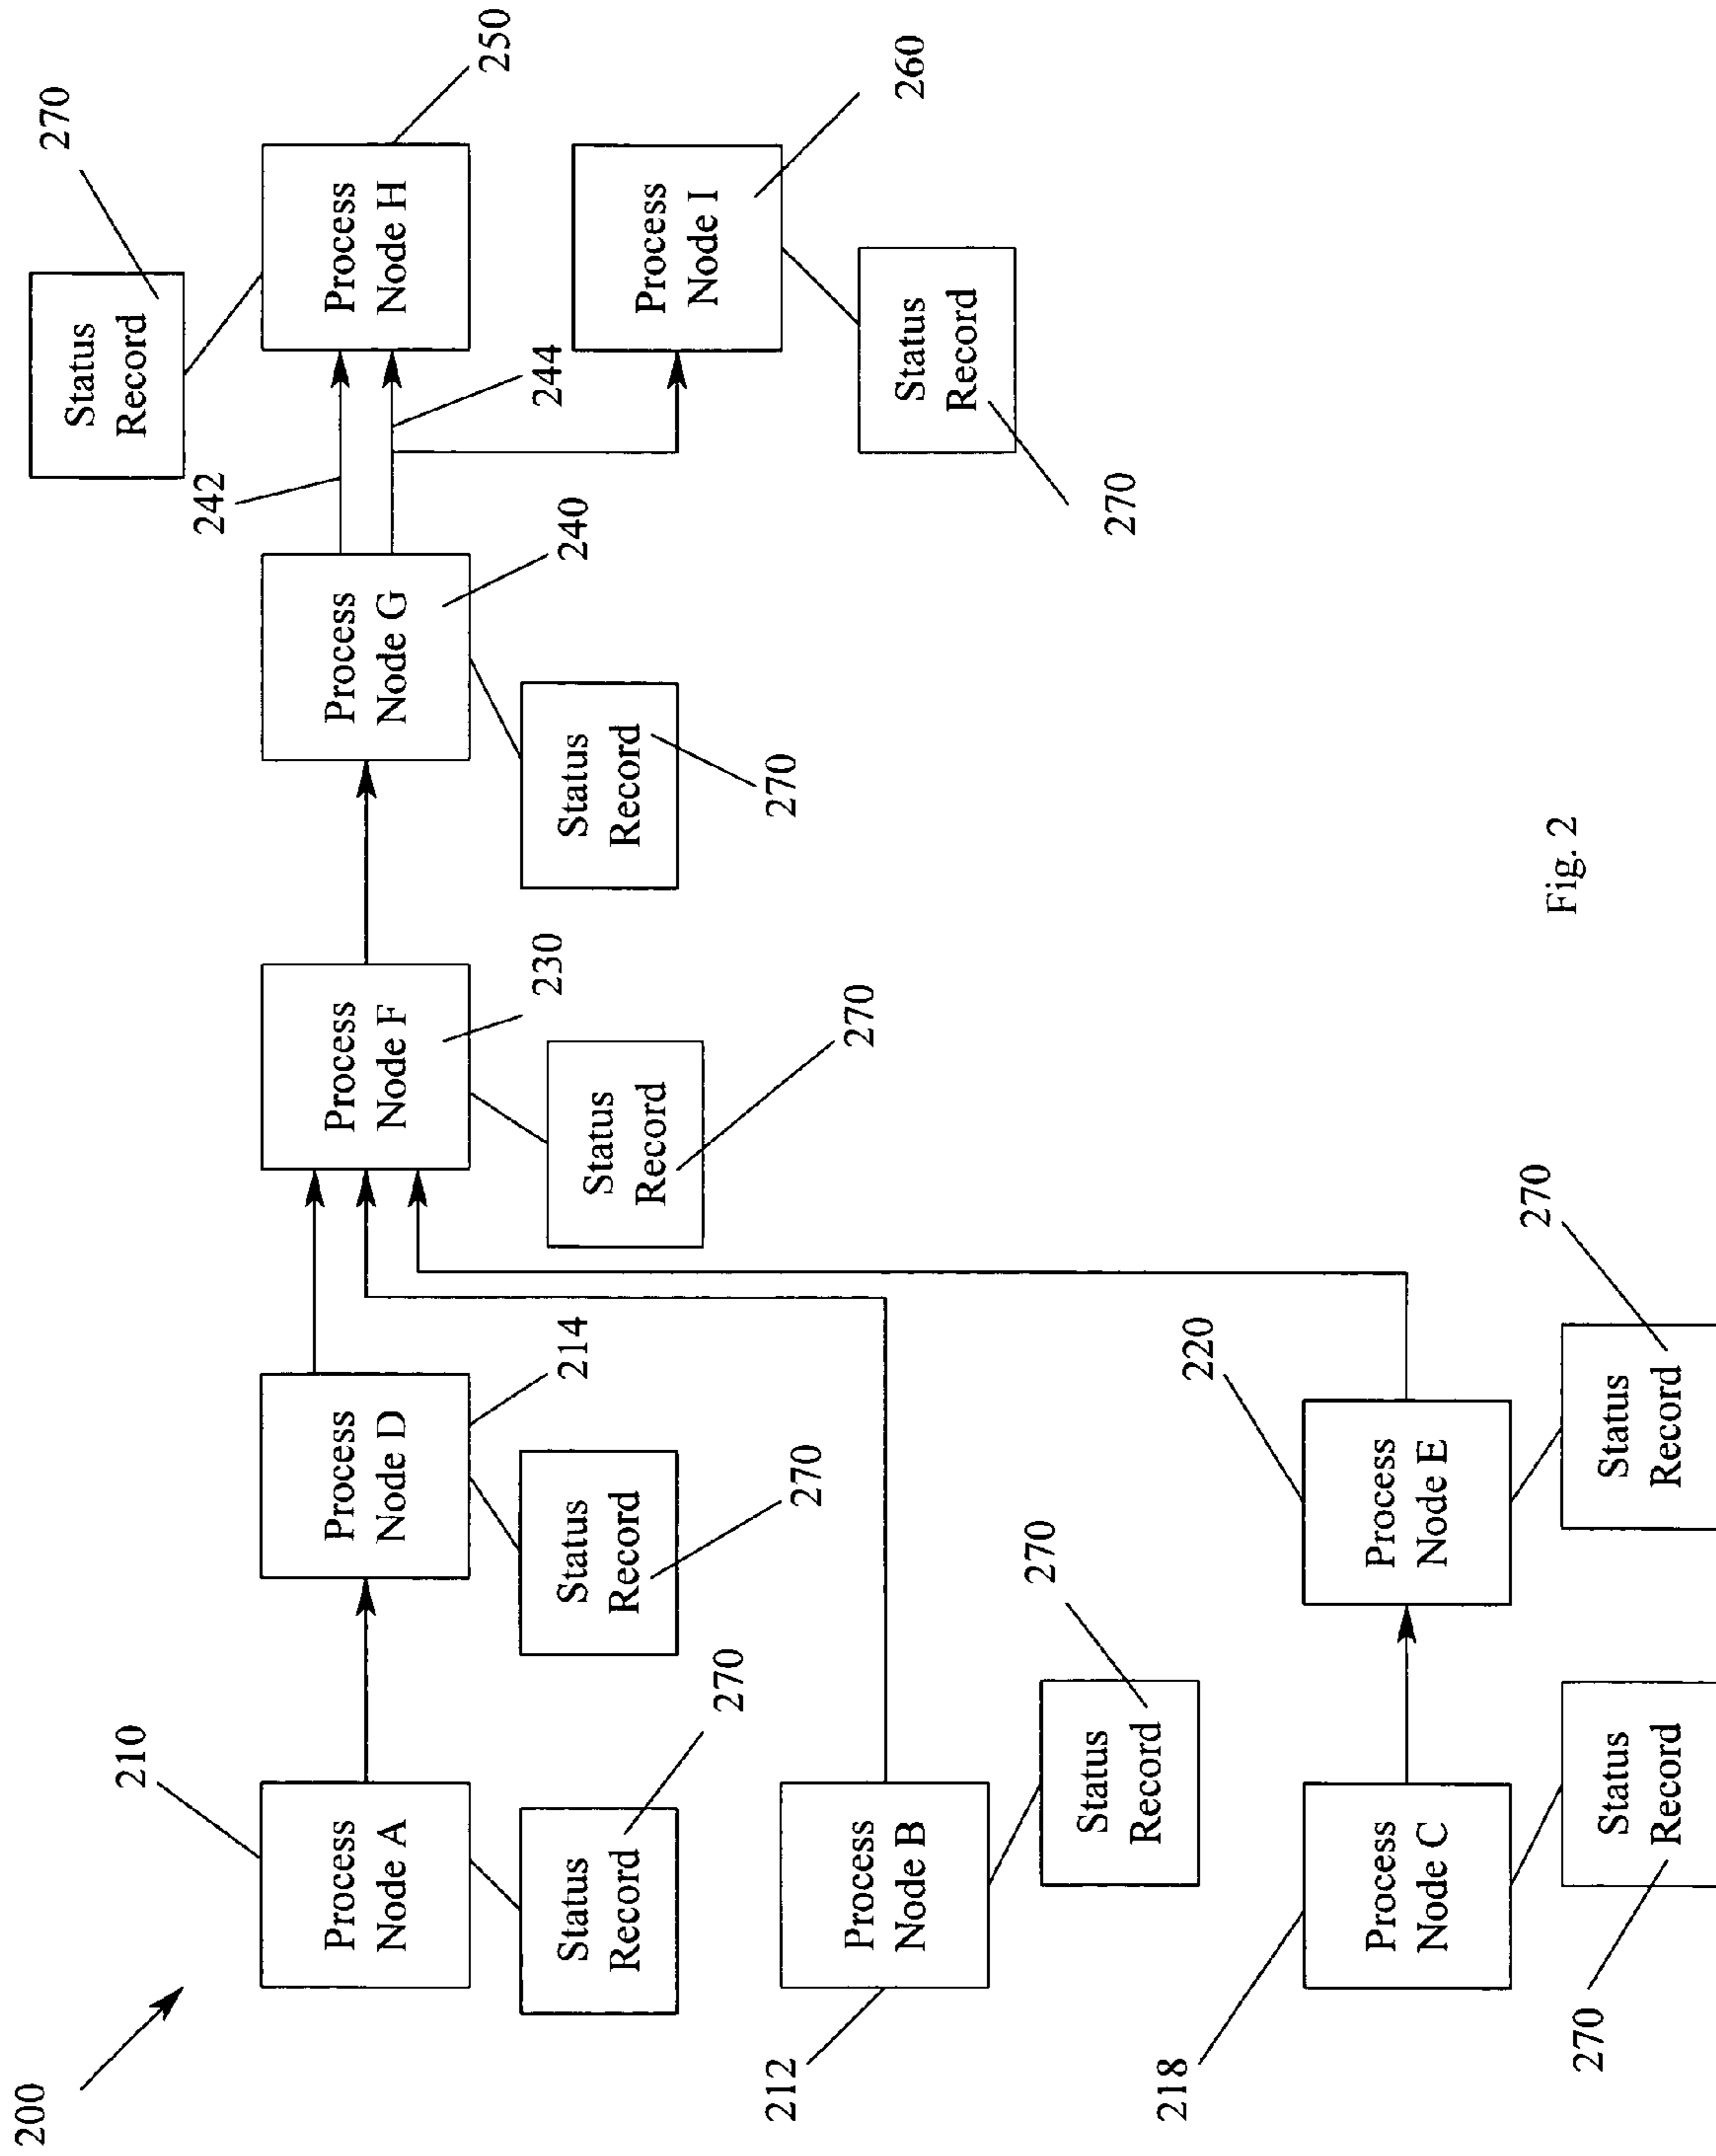 200
210
Process
Node A
Status
Record
270
Process
Node D
214
Status
Record
270
212
Process
Node B
Status
Record
270
218
Process
Node C
Status
Record
270
220
Process
Node E
Status
Record
270
Process
Node F
230
Status
Record
270
Process
Node G
240
Status
Record
270
242
244
Process
Node H
250
Status
Record
270
Process
Node I
260
Status
Record
270
Fig. 2